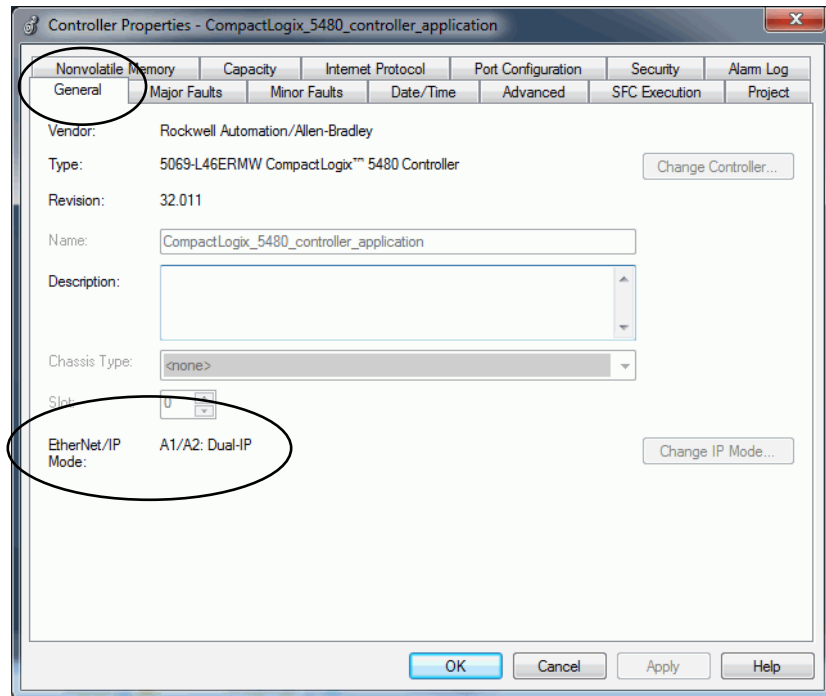 Controller Properties - CompactLogix_5480_controller_application
x
Nonvolatile Memory Capacity Internet Protocol Port Configuration Security Alarm Log
General Major Faults Minor Faults Date/Time Advanced SFC Execution Project
Vendor: Rockwell Automation/Allen-Bradley
Type: 5069-L46ERMW CompactLogix™ 5480 Controller Change Controller...
Revision: 32.011
Name: CompactLogix_5480_controller_application
Description:
Chassis Type: <none>
Slot: 0
EtherNet/IP A1/A2: Dual-IP Change IP Mode...
Mode:
OK Cancel Apply Help